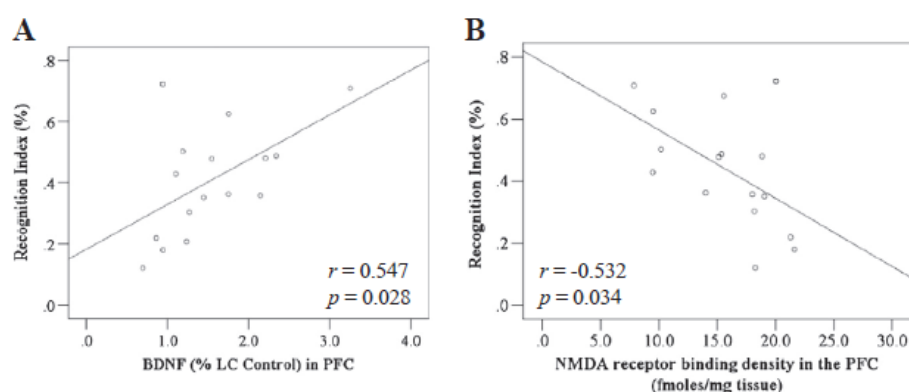 A
Recognition Index (%)
.8
.6
.4
.2
.0
r = 0.547
p = 0.028
.0 1.0 2.0 3.0 4.0
BDNF (% LC Control) in PFC
B
Recognition Index (%)
.8
.6
.4
.2
.0
r = -0.532
p = 0.034
.0 5.0 10.0 15.0 20.0 25.0 30.0
NMDA receptor binding density in the PFC
(fmoles/mg tissue)